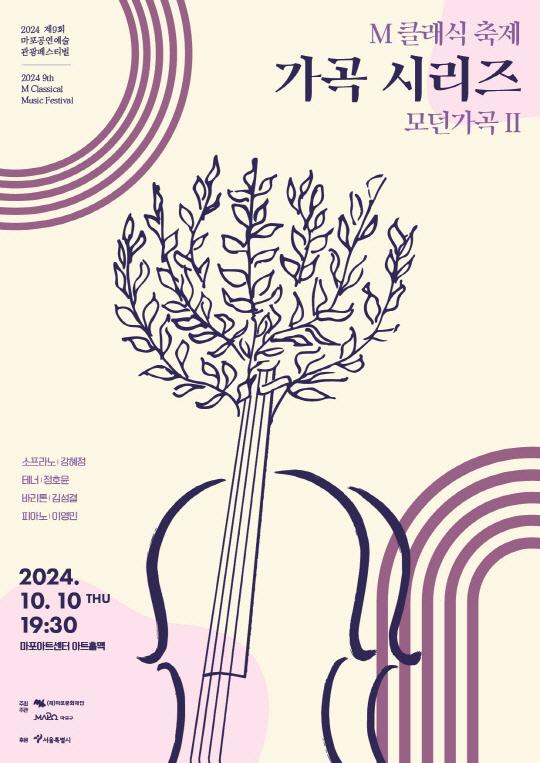 2024 제9회
마포공연예술
관광페스티벌
2024 9th
M Classical
Music Festival
M 클래식 축제
가곡 시리즈
모던가곡 II
소프라노 | 강혜정
테너 | 정호윤
바리톤 | 김성결
피아노 | 이영민
2024.
10. 10 THU
19:30
마포아트센터 아트홀맥
주최
주관
(재)마포문화재단
MAPO 마포구
후원
서울특별시